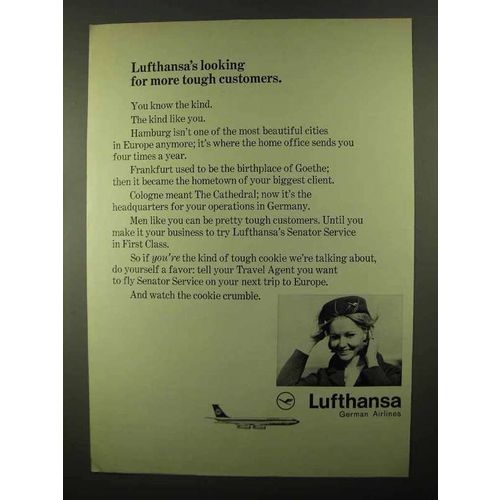 Lufthansa's looking
for more tough customers.
You know the kind.
The kind like you.
Hamburg isn't one of the most beautiful cities
in Europe anymore; it's where the home office sends you
four times a year.
Frankfurt used to be the birthplace of Goethe;
then it became the hometown of your biggest client.
Cologne meant The Cathedral; now it's the
headquarters for your operations in Germany.
Men like you can be pretty tough customers. Until you
make it your business to try Lufthansa's Senator Service
in First Class.
So if you're the kind of tough cookie we're talking about,
do yourself a favor: tell your Travel Agent you want
to fly Senator Service on your next trip to Europe.
And watch the cookie crumble.
Lufthansa
German Airlines